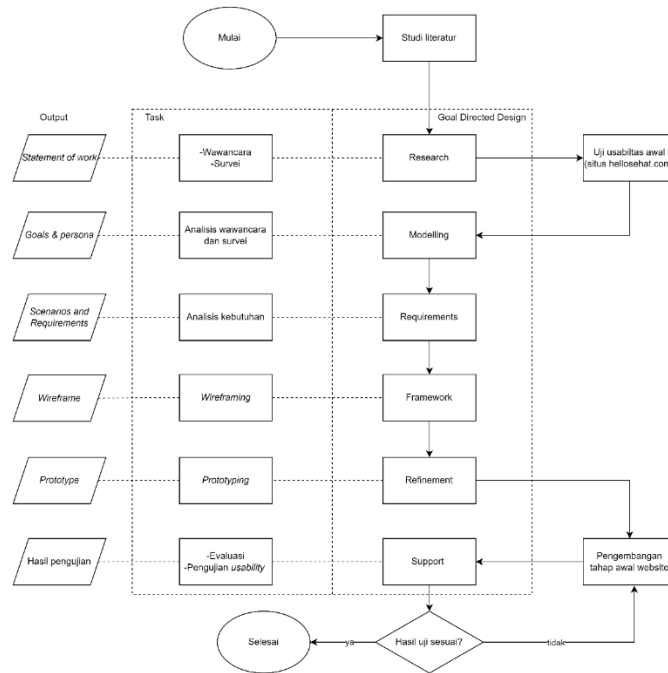 Mulai
Studi literatur
Output
Task
Goal Directed Design
Statement of work
-Wawancara
-Survei
Research
Uji usabiltas awal
(situs hellosehat.com
Goals & persona
Analisis wawancara
dan survei
Modelling
Scenarios and
Requirements
Analisis kebutuhan
Requirements
Wireframe
Wireframing
Framework
Prototype
Prototyping
Refinement
Hasil pengujian
-Evaluasi
-Pengujian usability
Support
Pengembangan
tahap awal website
Selesai
ya
Hasil uji sesuai?
tidak